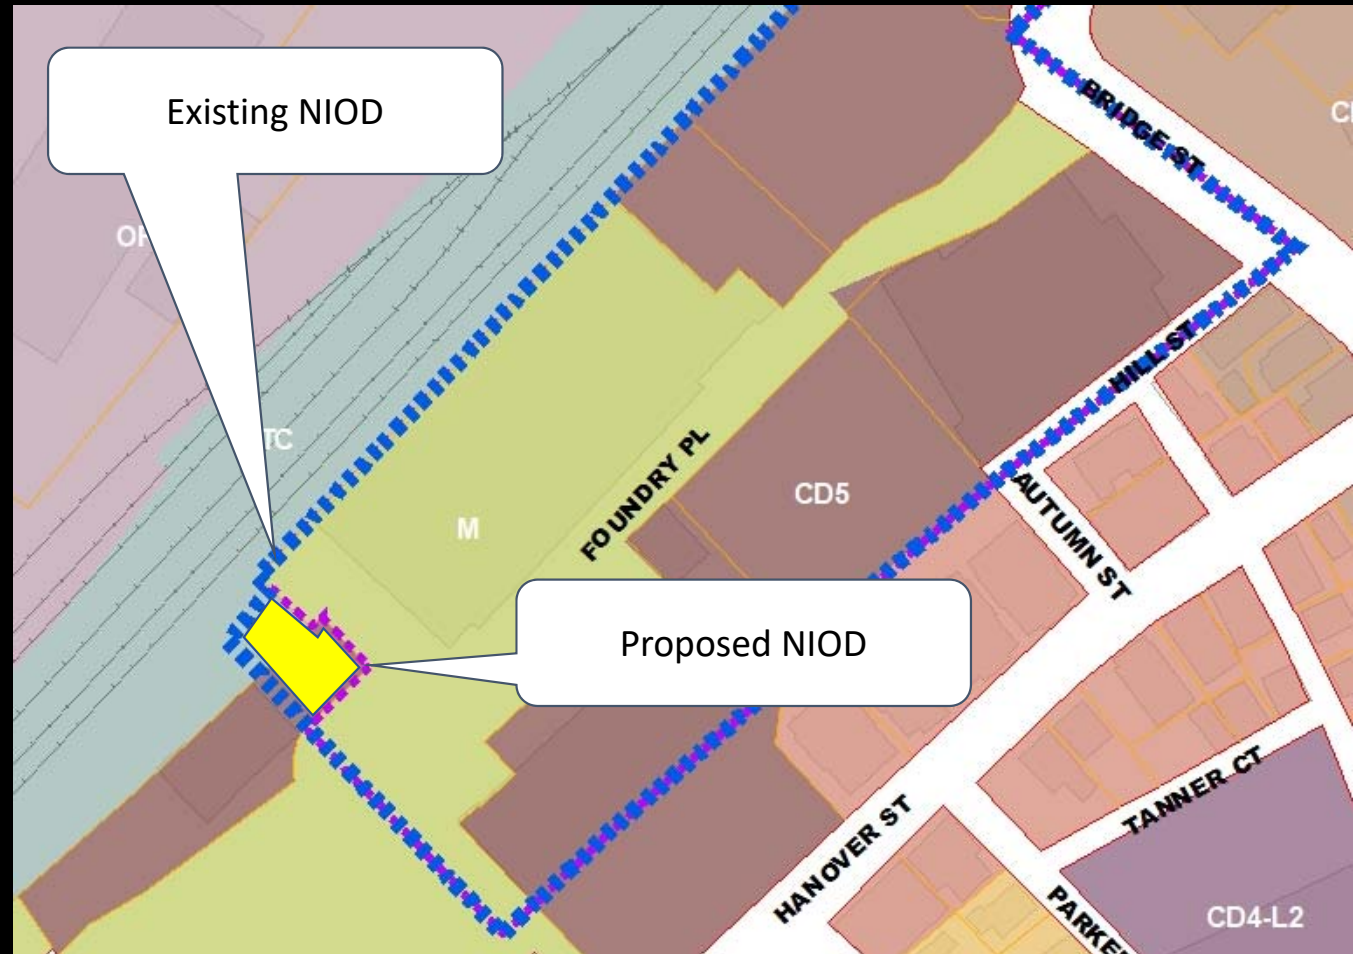 Existing NIOD
BRIDGE ST
TC
HILL ST
FOUNDRY PL
CD5
M
AUTUMN ST
Proposed NIOD
TANNER CT
HANOVER ST
CD4-L2